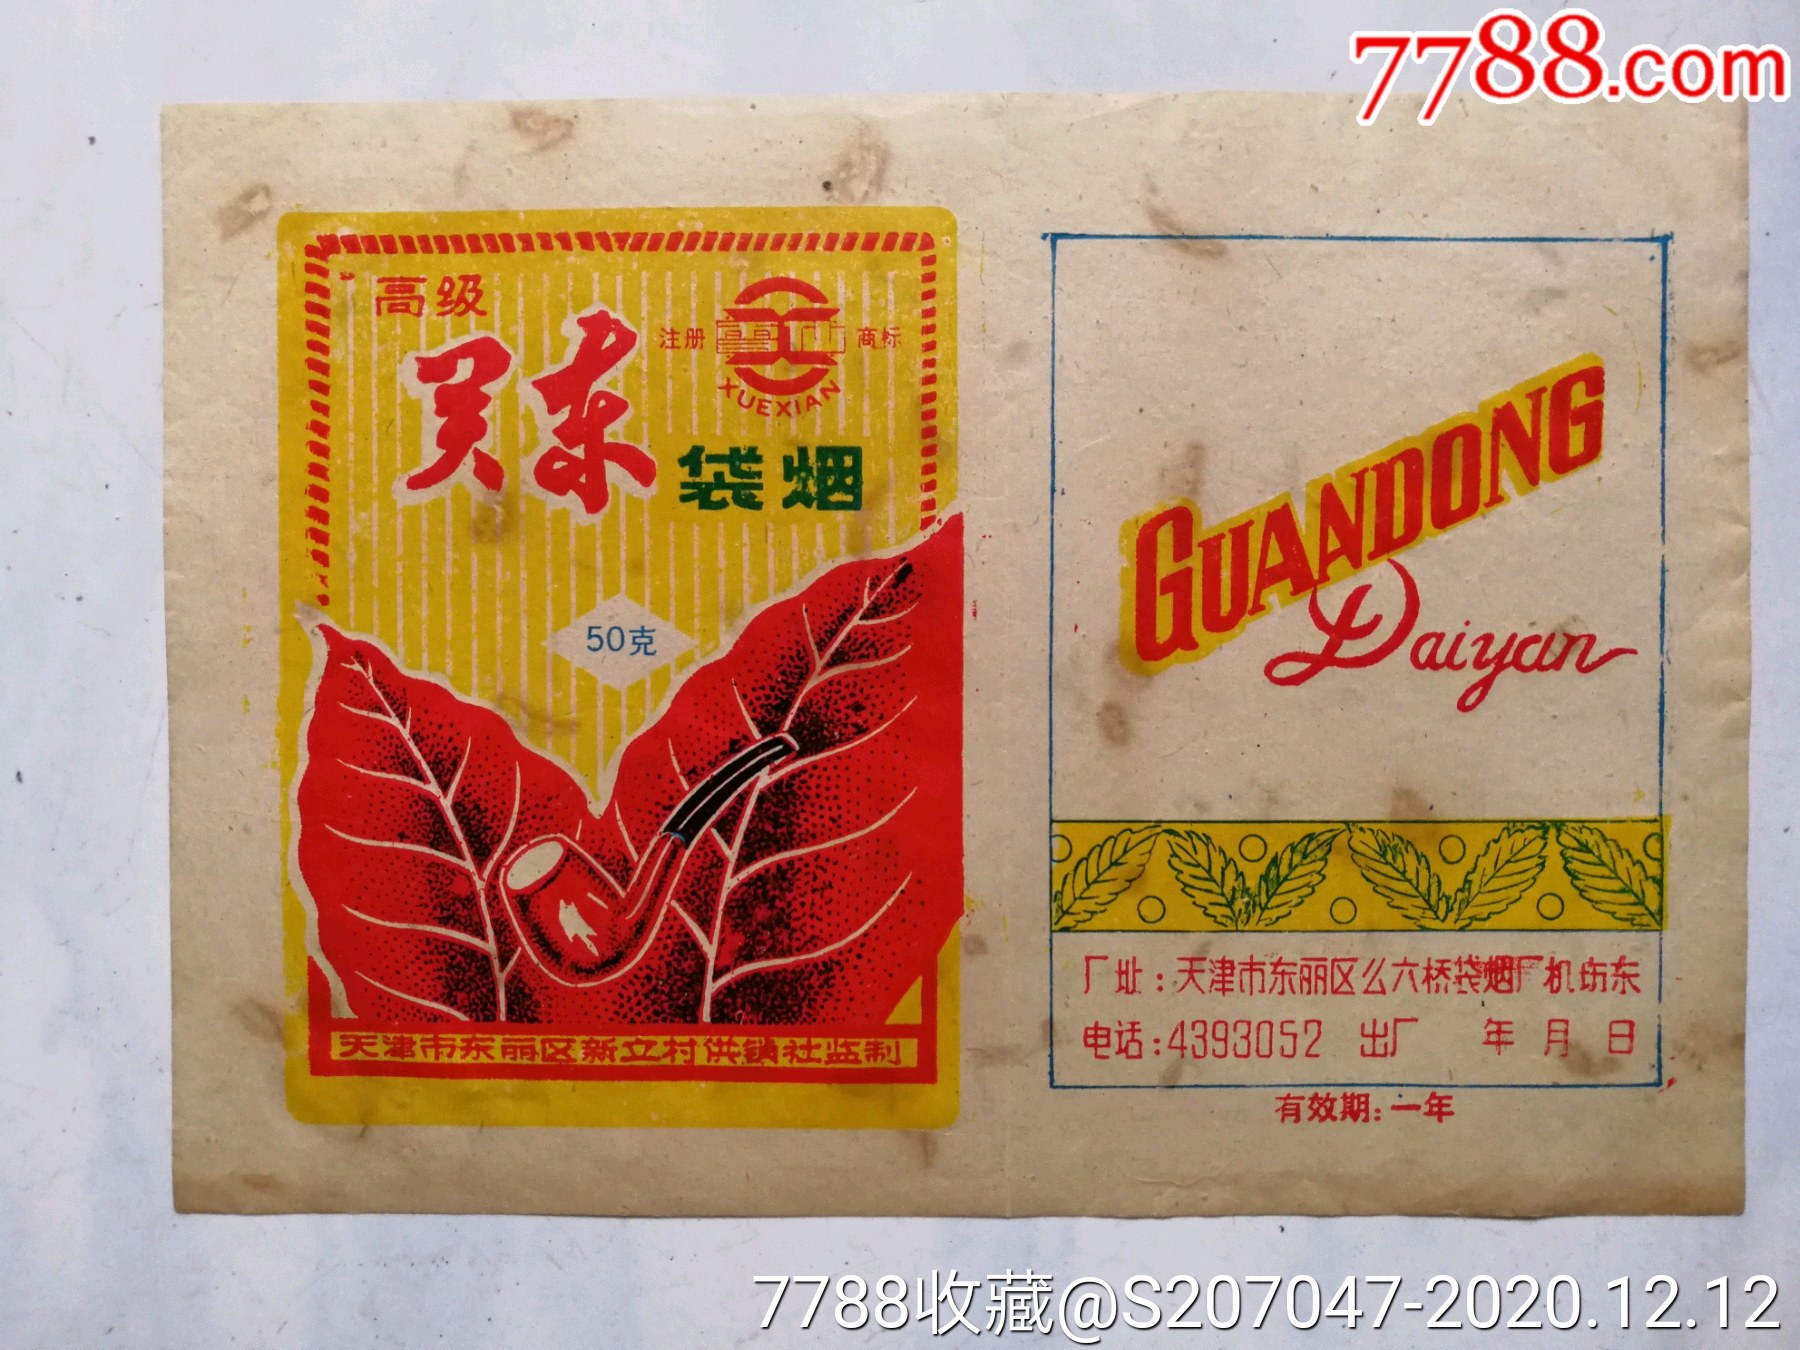 7788.com
高级
关东
注册
商标
XUEXIAN
袋烟
50克
天津市东丽区新立村供销社监制
GUANDONG
Daiyan
厂址：天津市东丽区么六桥袋烟厂机坊东
电话：4393052 出厂 年 月 日
有效期：一年
7788收藏@S207047-2020.12.12